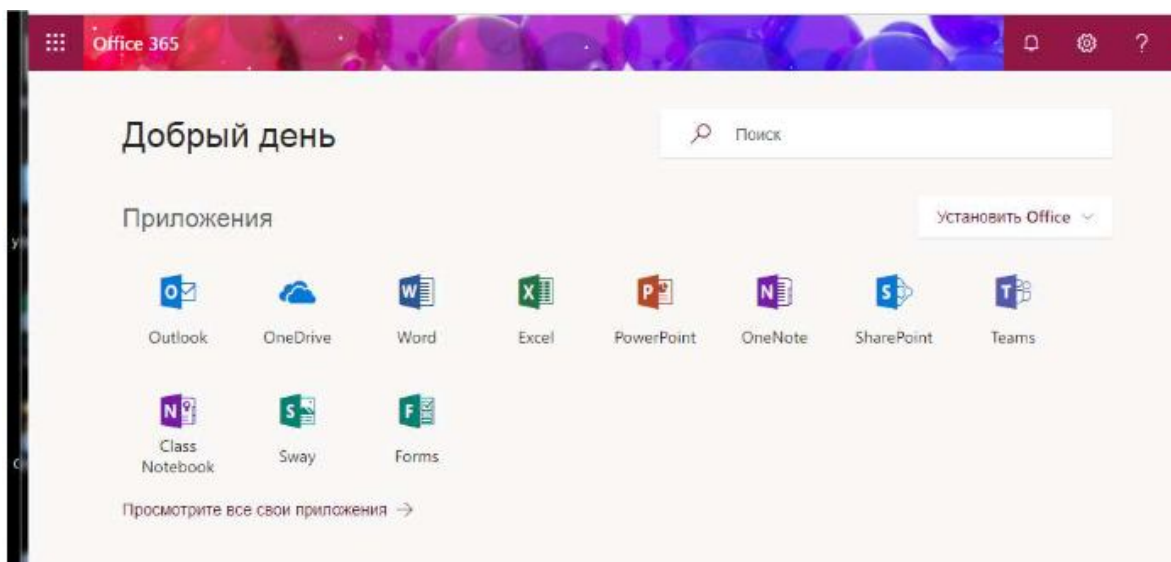 Office 365
?
Добрый день
Поиск
Приложения
Установить Office
Outlook OneDrive Word Excel PowerPoint OneNote SharePoint Teams
Class Notebook Sway Forms
Просмотрите все свои приложения →